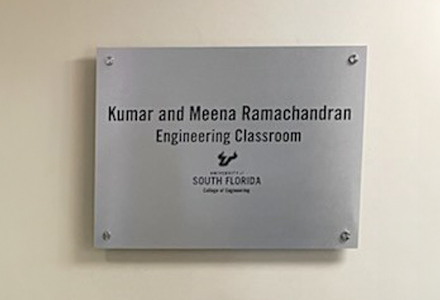 Kumar and Meena Ramachandran
Engineering Classroom
UNIVERSITY of
SOUTH FLORIDA
College of Engineering